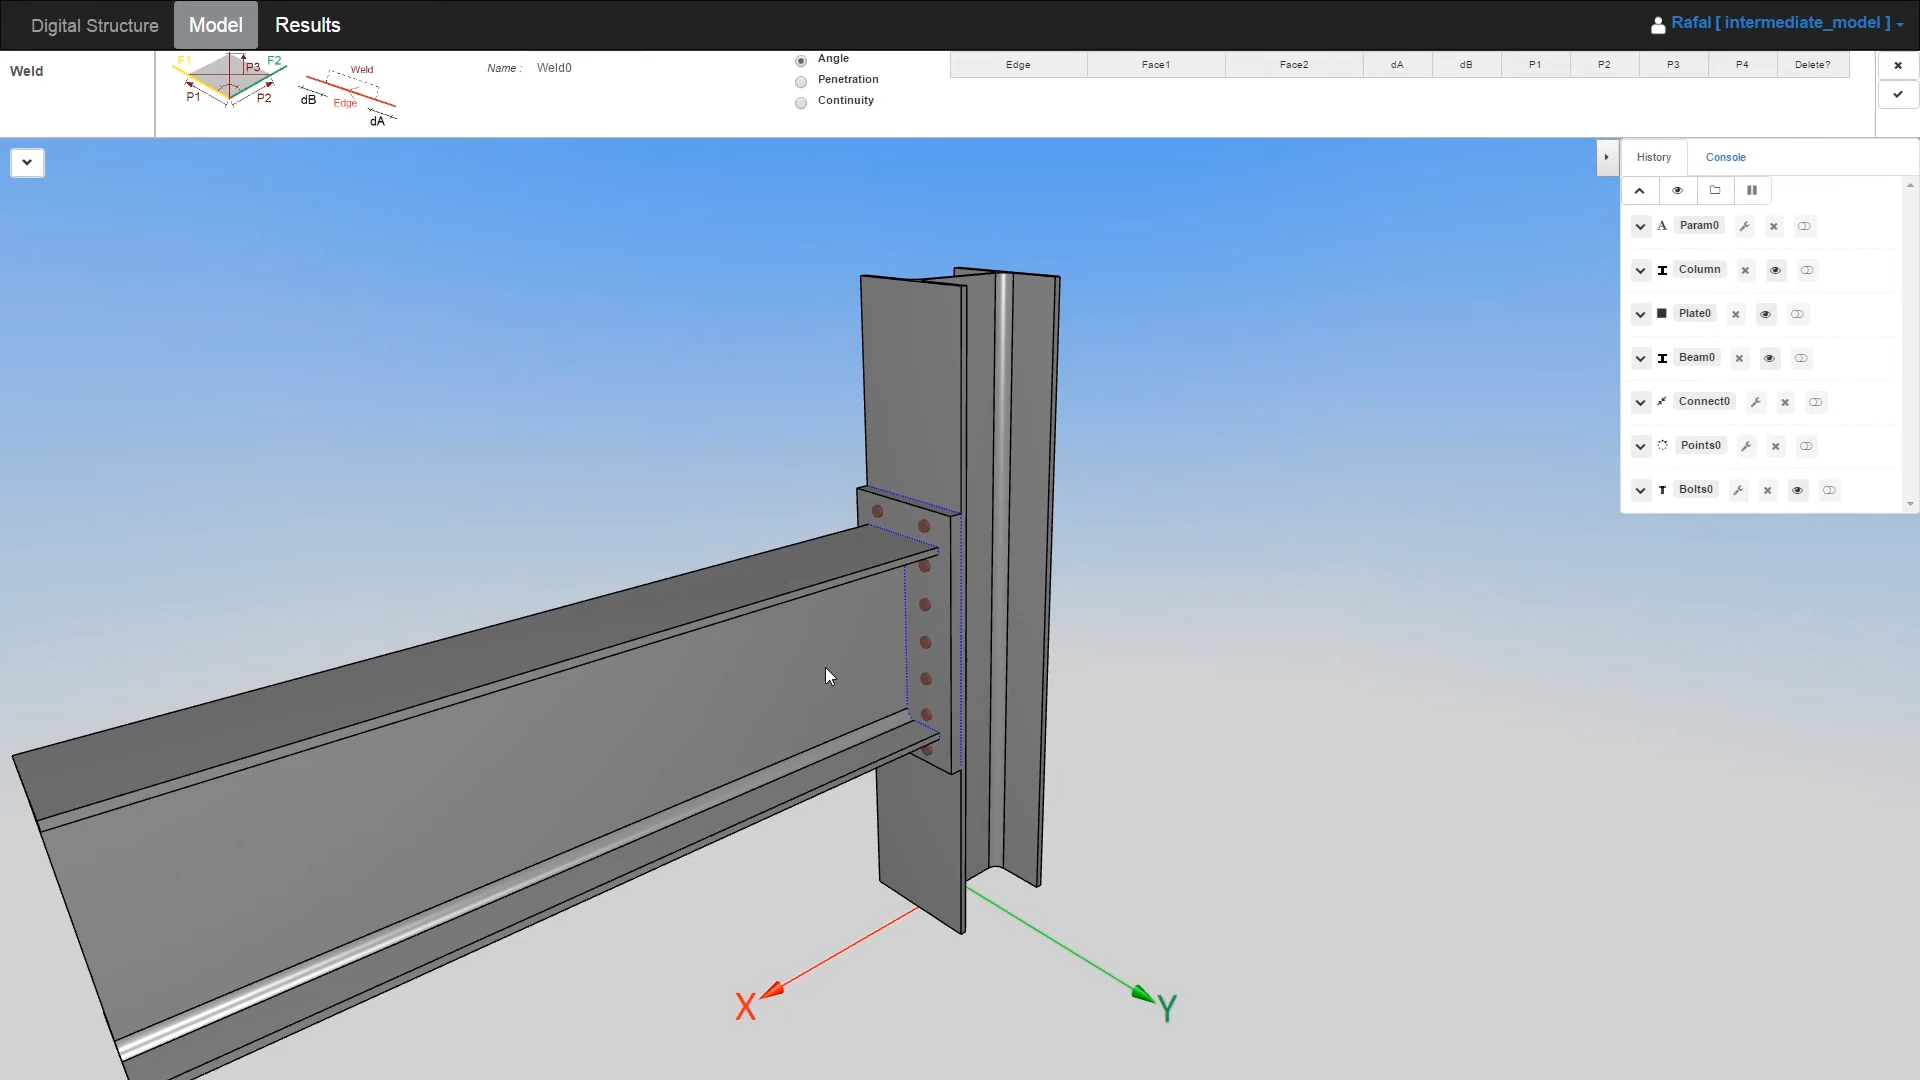 Digital Structure Model Results Rafal [ intermediate_model ]
Weld
F1 P3 F2
P1 P2
Weld
dB Edge
dA
Name : Weld0
Angle
Penetration
Continuity
Edge Face1 Face2 dA dB P1 P2 P3 P4 Delete?
History Console
A Param0
Column
Plate0
Beam0
Connect0
Points0
Bolts0
X
Y